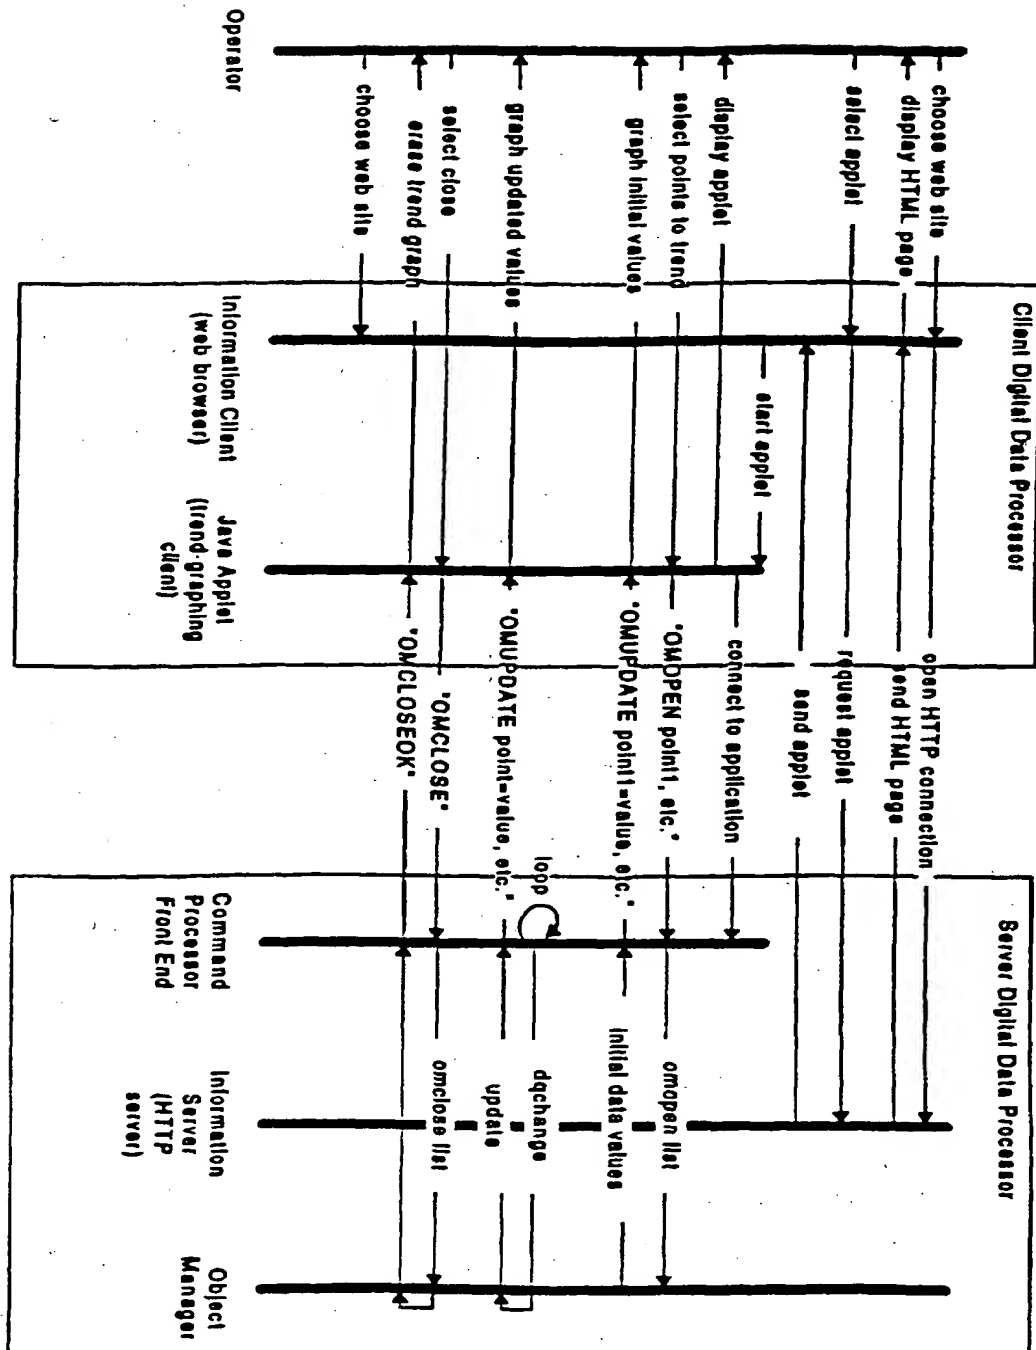 Client Digital Data Processor
Server Digital Data Processor
choose web site
open HTTP connection
display HTML page
send HTML page
select applet
request applet
send applet
start applet
connect to application
display applet
select points to trend
"OMOPEN point1, etc."
omopen list
graph initial values
"OMUPDATE point1=value, etc."
initial data values
loop
dqchange
graph updated values
"OMUPDATE point=value, etc."
update
select close
"OMCLOSE"
omclose list
erase trend graph
"OMCLOSEOK"
choose web site
Operator
Information Client
(web browser)
Java Applet
(trend-graphing
client)
Command
Processor
Front End
Information
Server
(HTTP
server)
Object
Manager